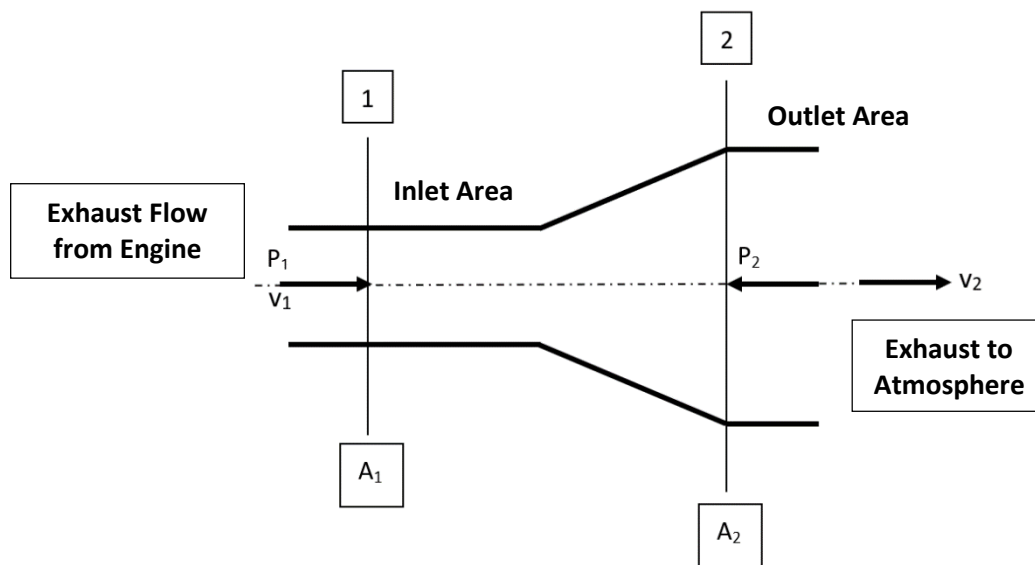 2
1
Outlet Area
Inlet Area
Exhaust Flow
from Engine
P₁
P₂
v₁
v₂
Exhaust to
Atmosphere
A₁
A₂